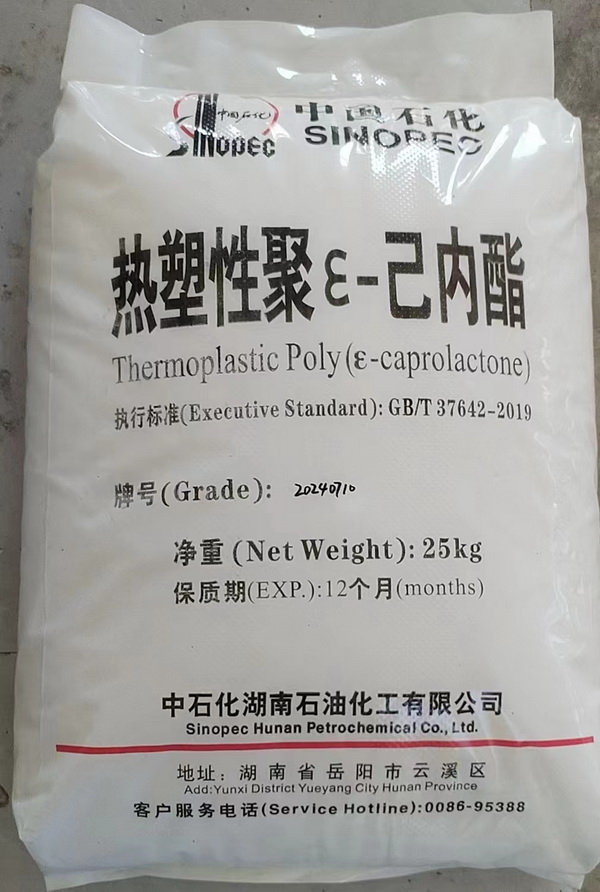 中国石化
SINOPEC
中国石化
SINOPEC
热塑性聚ε-己内酯
Thermoplastic Poly(ε-caprolactone)
执行标准(Executive Standard): GB/T 37642-2019
牌号(Grade): 20240710
净重 (Net Weight): 25kg
保质期(EXP.):12个月(months)
中石化湖南石油化工有限公司
Sinopec Hunan Petrochemical Co., Ltd.
地址: 湖南省岳阳市云溪区
Add:Yunxi District Yueyang City Hunan Province
客户服务电话(Service Hotline):0086-95388